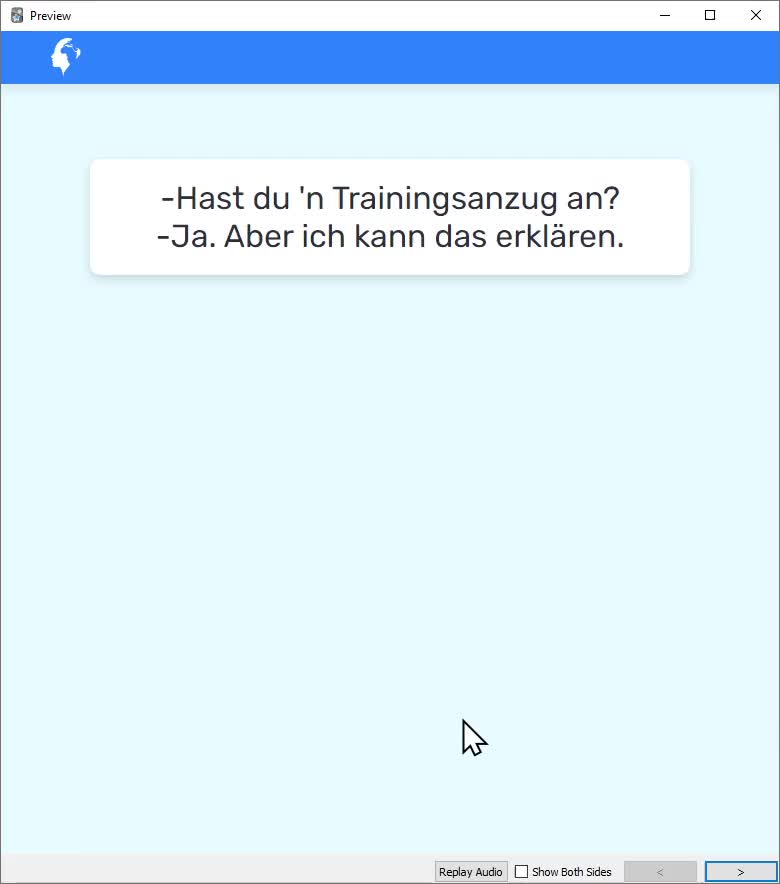 Preview
-Hast du 'n Trainingsanzug an?
-Ja. Aber ich kann das erklären.
Replay Audio Show Both Sides < >